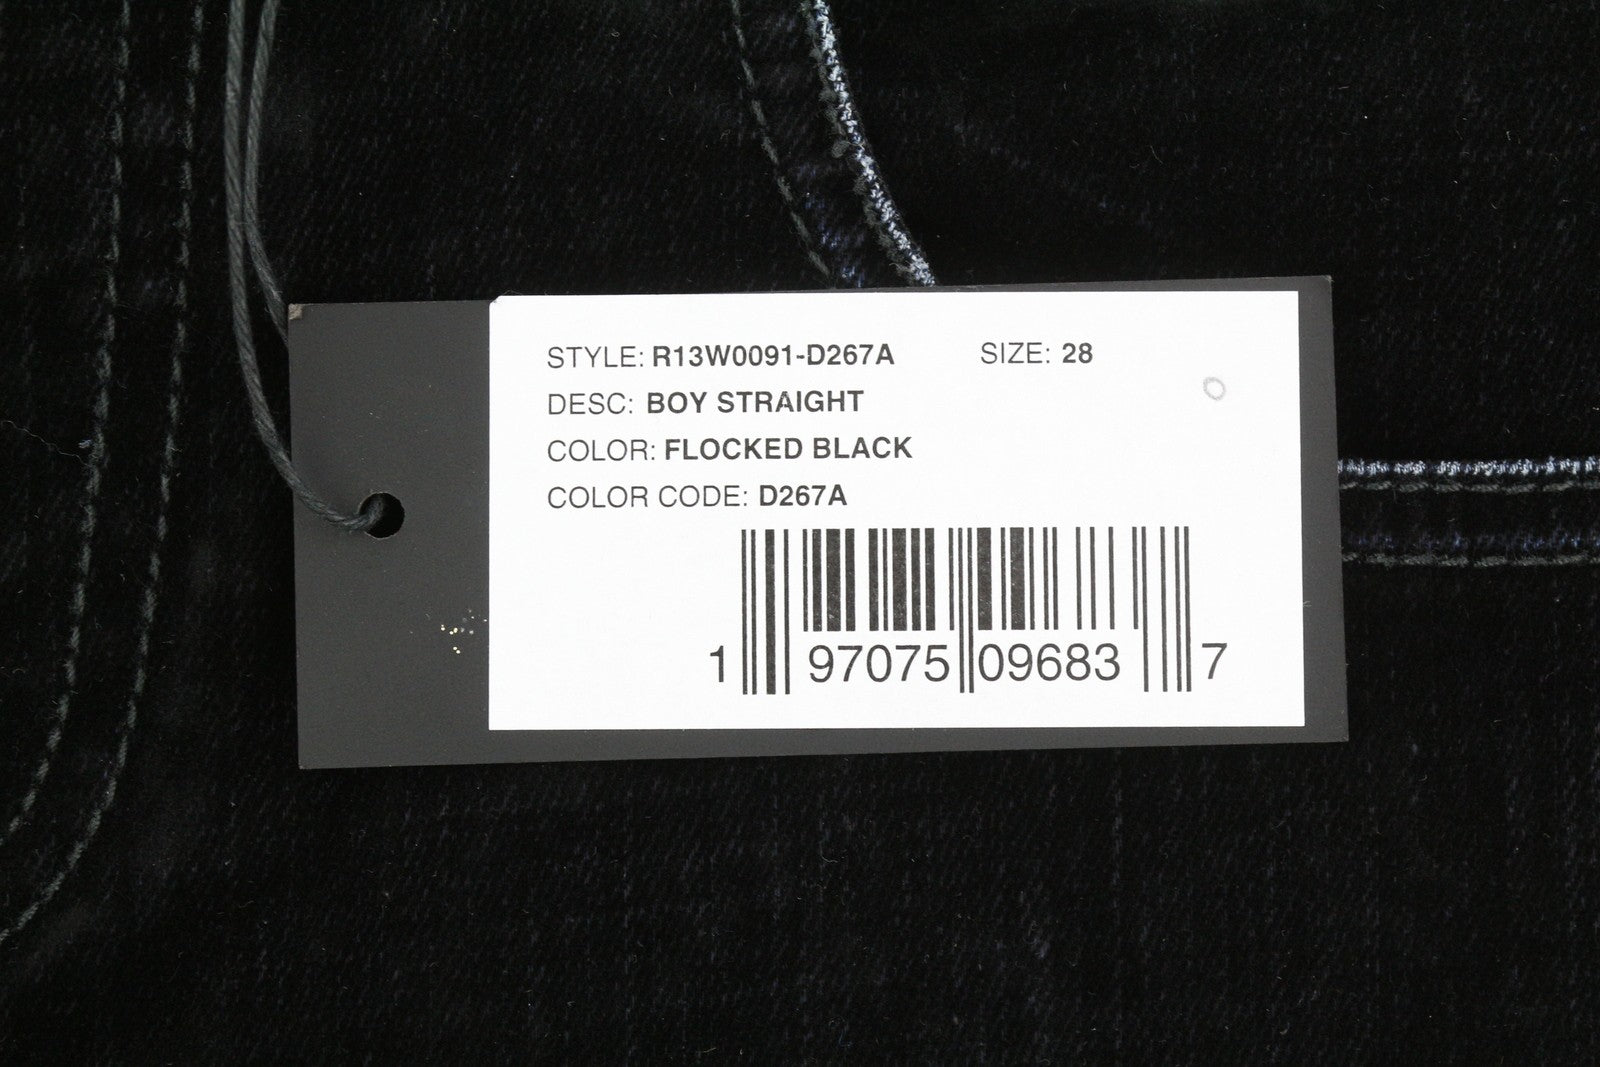 STYLE: R13W0091-D267A SIZE: 28
DESC: BOY STRAIGHT
COLOR: FLOCKED BLACK
COLOR CODE: D267A
1 97075 09683 7